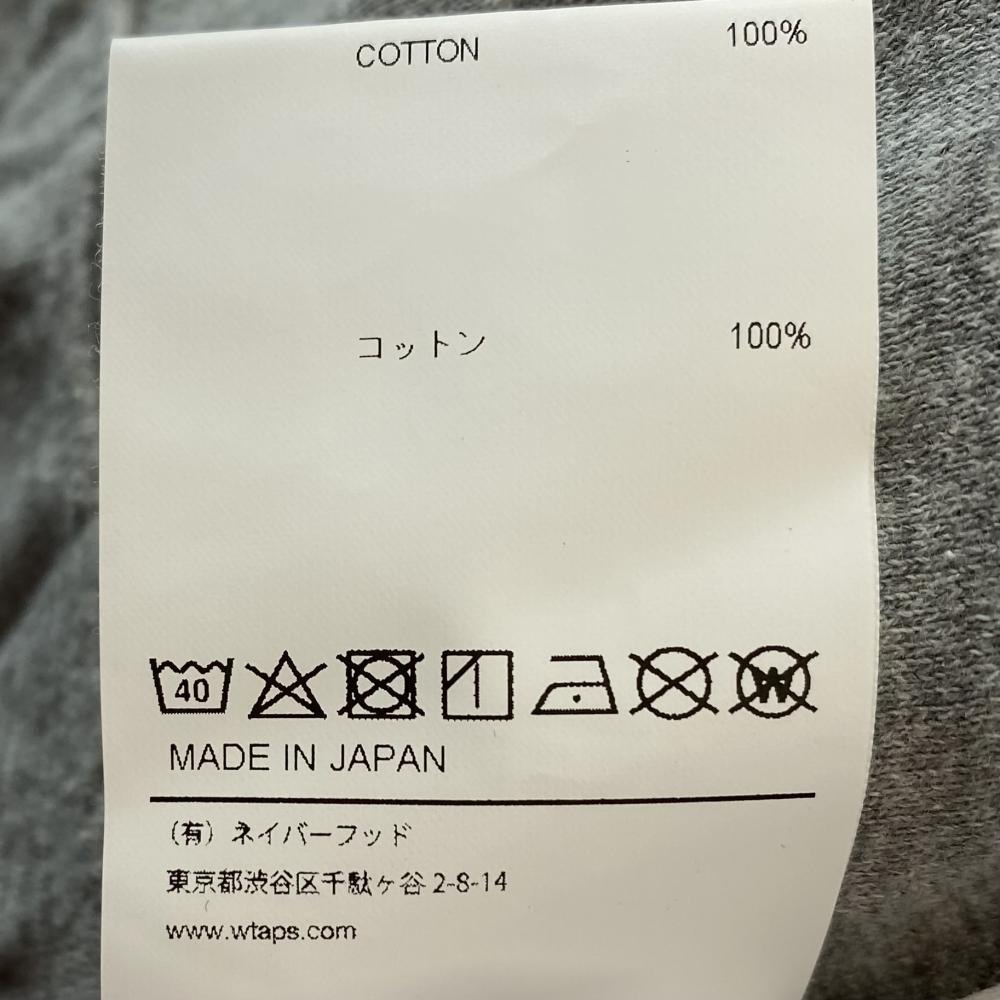 COTTON 100%
コットン 100%
40 W
MADE IN JAPAN
(有) ネイバーフッド
東京都渋谷区千駄ヶ谷 2-8-14
www.wtaps.com